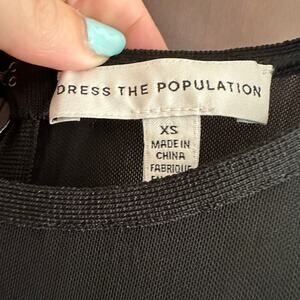 DRESS THE POPULATION
XS
MADE IN
CHINA
FABRIQUE